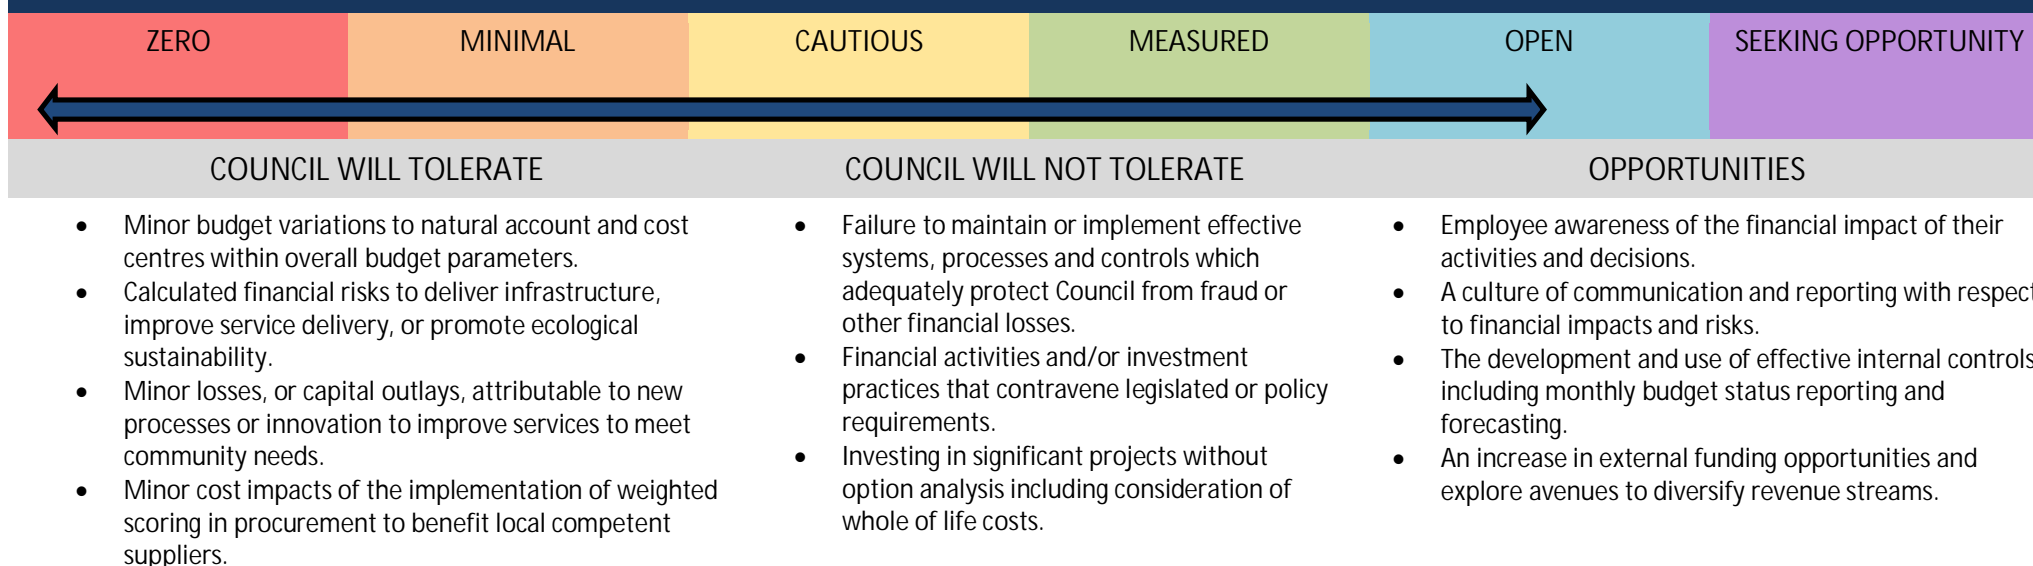 ZERO
MINIMAL
CAUTIOUS
MEASURED
OPEN
SEEKING OPPORTUNITY
COUNCIL WILL TOLERATE
• Minor budget variations to natural account and cost
centres within overall budget parameters.
• Calculated financial risks to deliver infrastructure,
improve service delivery, or promote ecological
sustainability.
• Minor losses, or capital outlays, attributable to new
processes or innovation to improve services to meet
community needs.
• Minor cost impacts of the implementation of weighted
scoring in procurement to benefit local competent
suppliers.
COUNCIL WILL NOT TOLERATE
• Failure to maintain or implement effective
systems, processes and controls which
adequately protect Council from fraud or
other financial losses.
• Financial activities and/or investment
practices that contravene legislated or policy
requirements.
• Investing in significant projects without
option analysis including consideration of
whole of life costs.
OPPORTUNITIES
• Employee awareness of the financial impact of their
activities and decisions.
• A culture of communication and reporting with respect
to financial impacts and risks.
• The development and use of effective internal controls
including monthly budget status reporting and
forecasting.
• An increase in external funding opportunities and
explore avenues to diversify revenue streams.